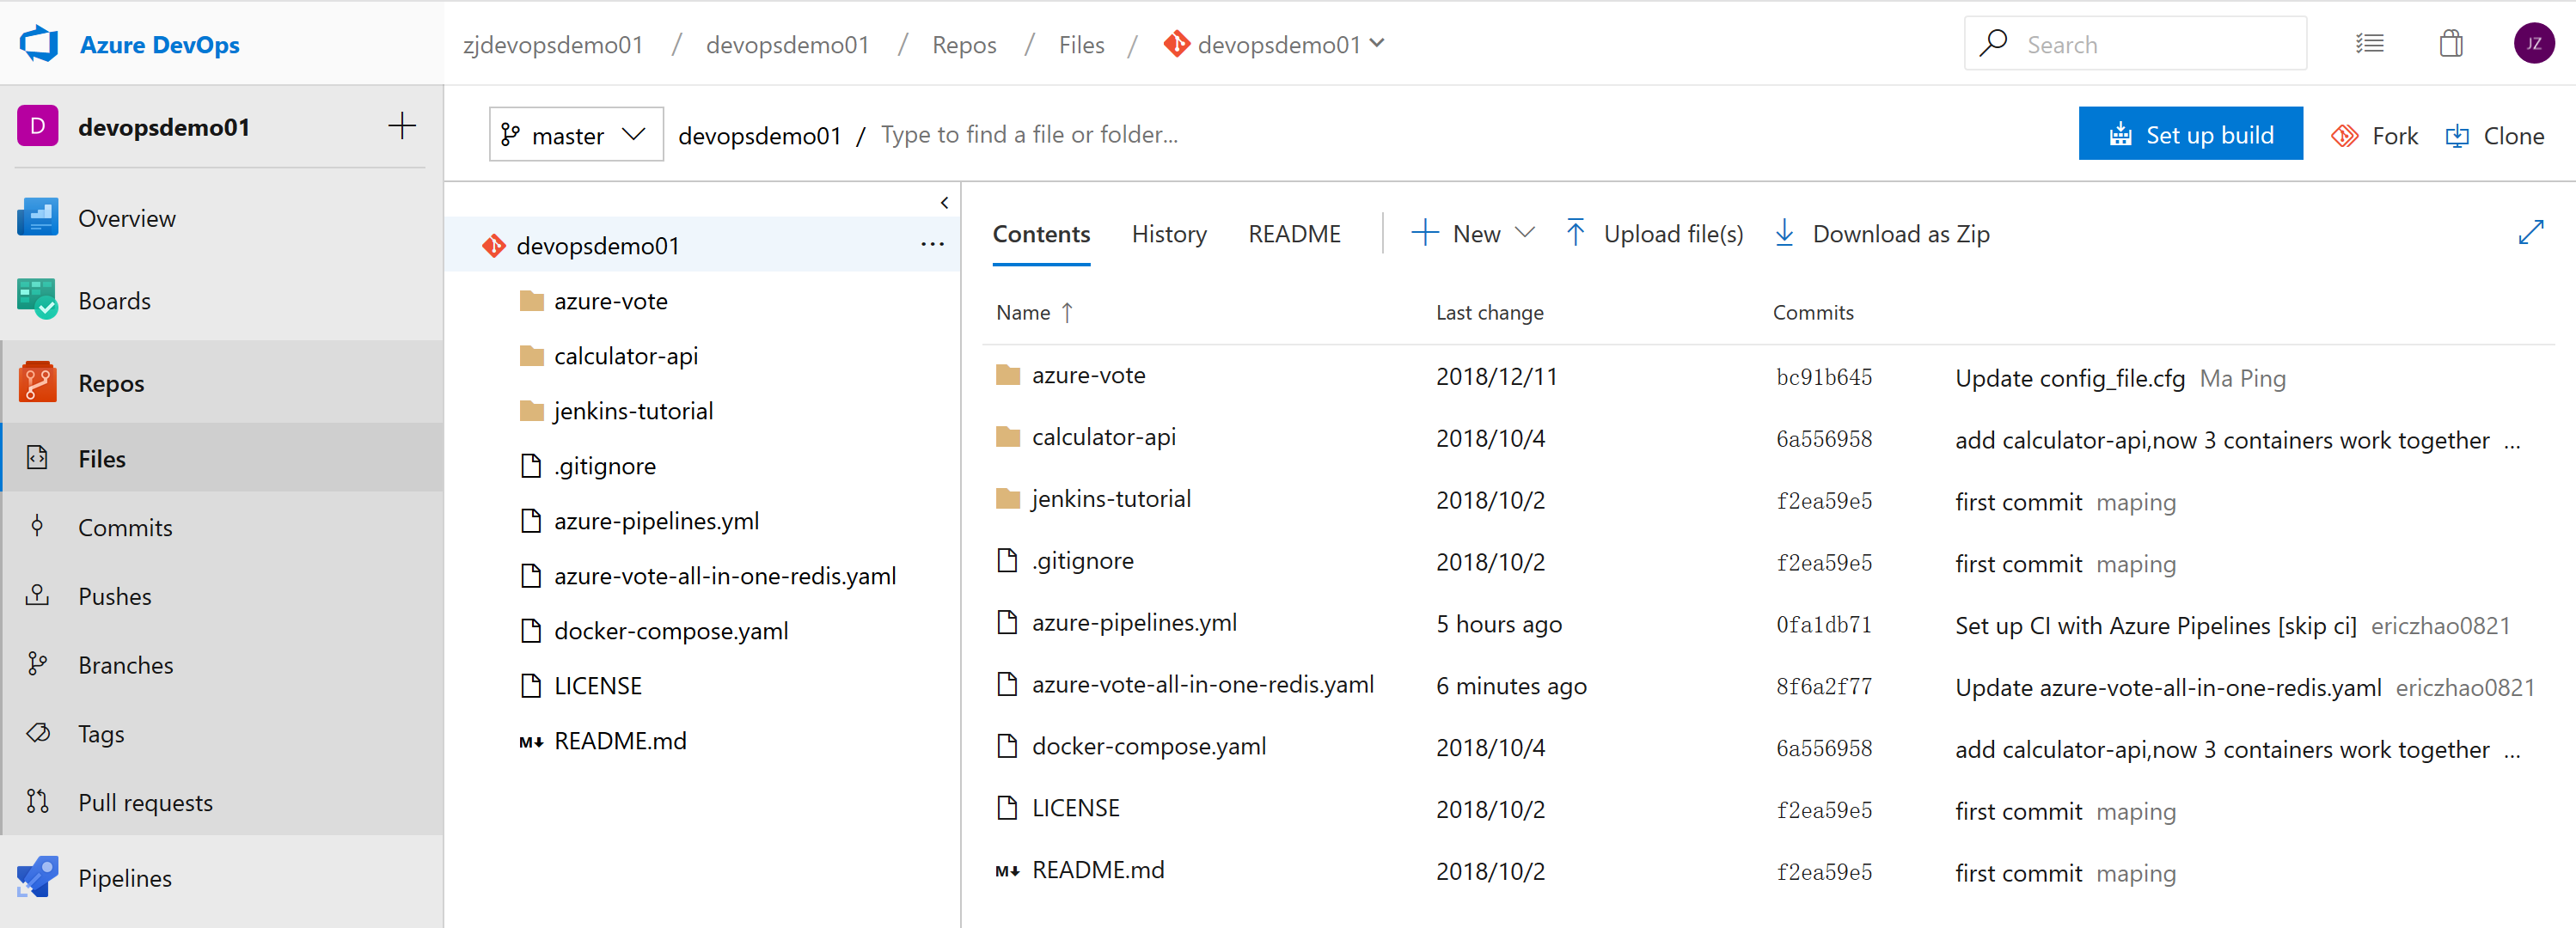 Azure DevOps
zjdevopsdemo01 / devopsdemo01 / Repos / Files / devopsdemo01
Search
JZ
D devopsdemo01
Overview
Boards
Repos
Files
Commits
Pushes
Branches
Tags
Pull requests
Pipelines
master devopsdemo01 / Type to find a file or folder...
Set up build Fork Clone
devopsdemo01 ...
azure-vote
calculator-api
jenkins-tutorial
.gitignore
azure-pipelines.yml
azure-vote-all-in-one-redis.yaml
docker-compose.yaml
LICENSE
README.md
Contents History README New Upload file(s) Download as Zip
Name ↑ Last change Commits
azure-vote 2018/12/11 bc91b645 Update config_file.cfg Ma Ping
calculator-api 2018/10/4 6a556958 add calculator-api,now 3 containers work together ...
jenkins-tutorial 2018/10/2 f2ea59e5 first commit maping
.gitignore 2018/10/2 f2ea59e5 first commit maping
azure-pipelines.yml 5 hours ago 0fa1db71 Set up CI with Azure Pipelines [skip ci] ericzhao0821
azure-vote-all-in-one-redis.yaml 6 minutes ago 8f6a2f77 Update azure-vote-all-in-one-redis.yaml ericzhao0821
docker-compose.yaml 2018/10/4 6a556958 add calculator-api,now 3 containers work together ...
LICENSE 2018/10/2 f2ea59e5 first commit maping
README.md 2018/10/2 f2ea59e5 first commit maping